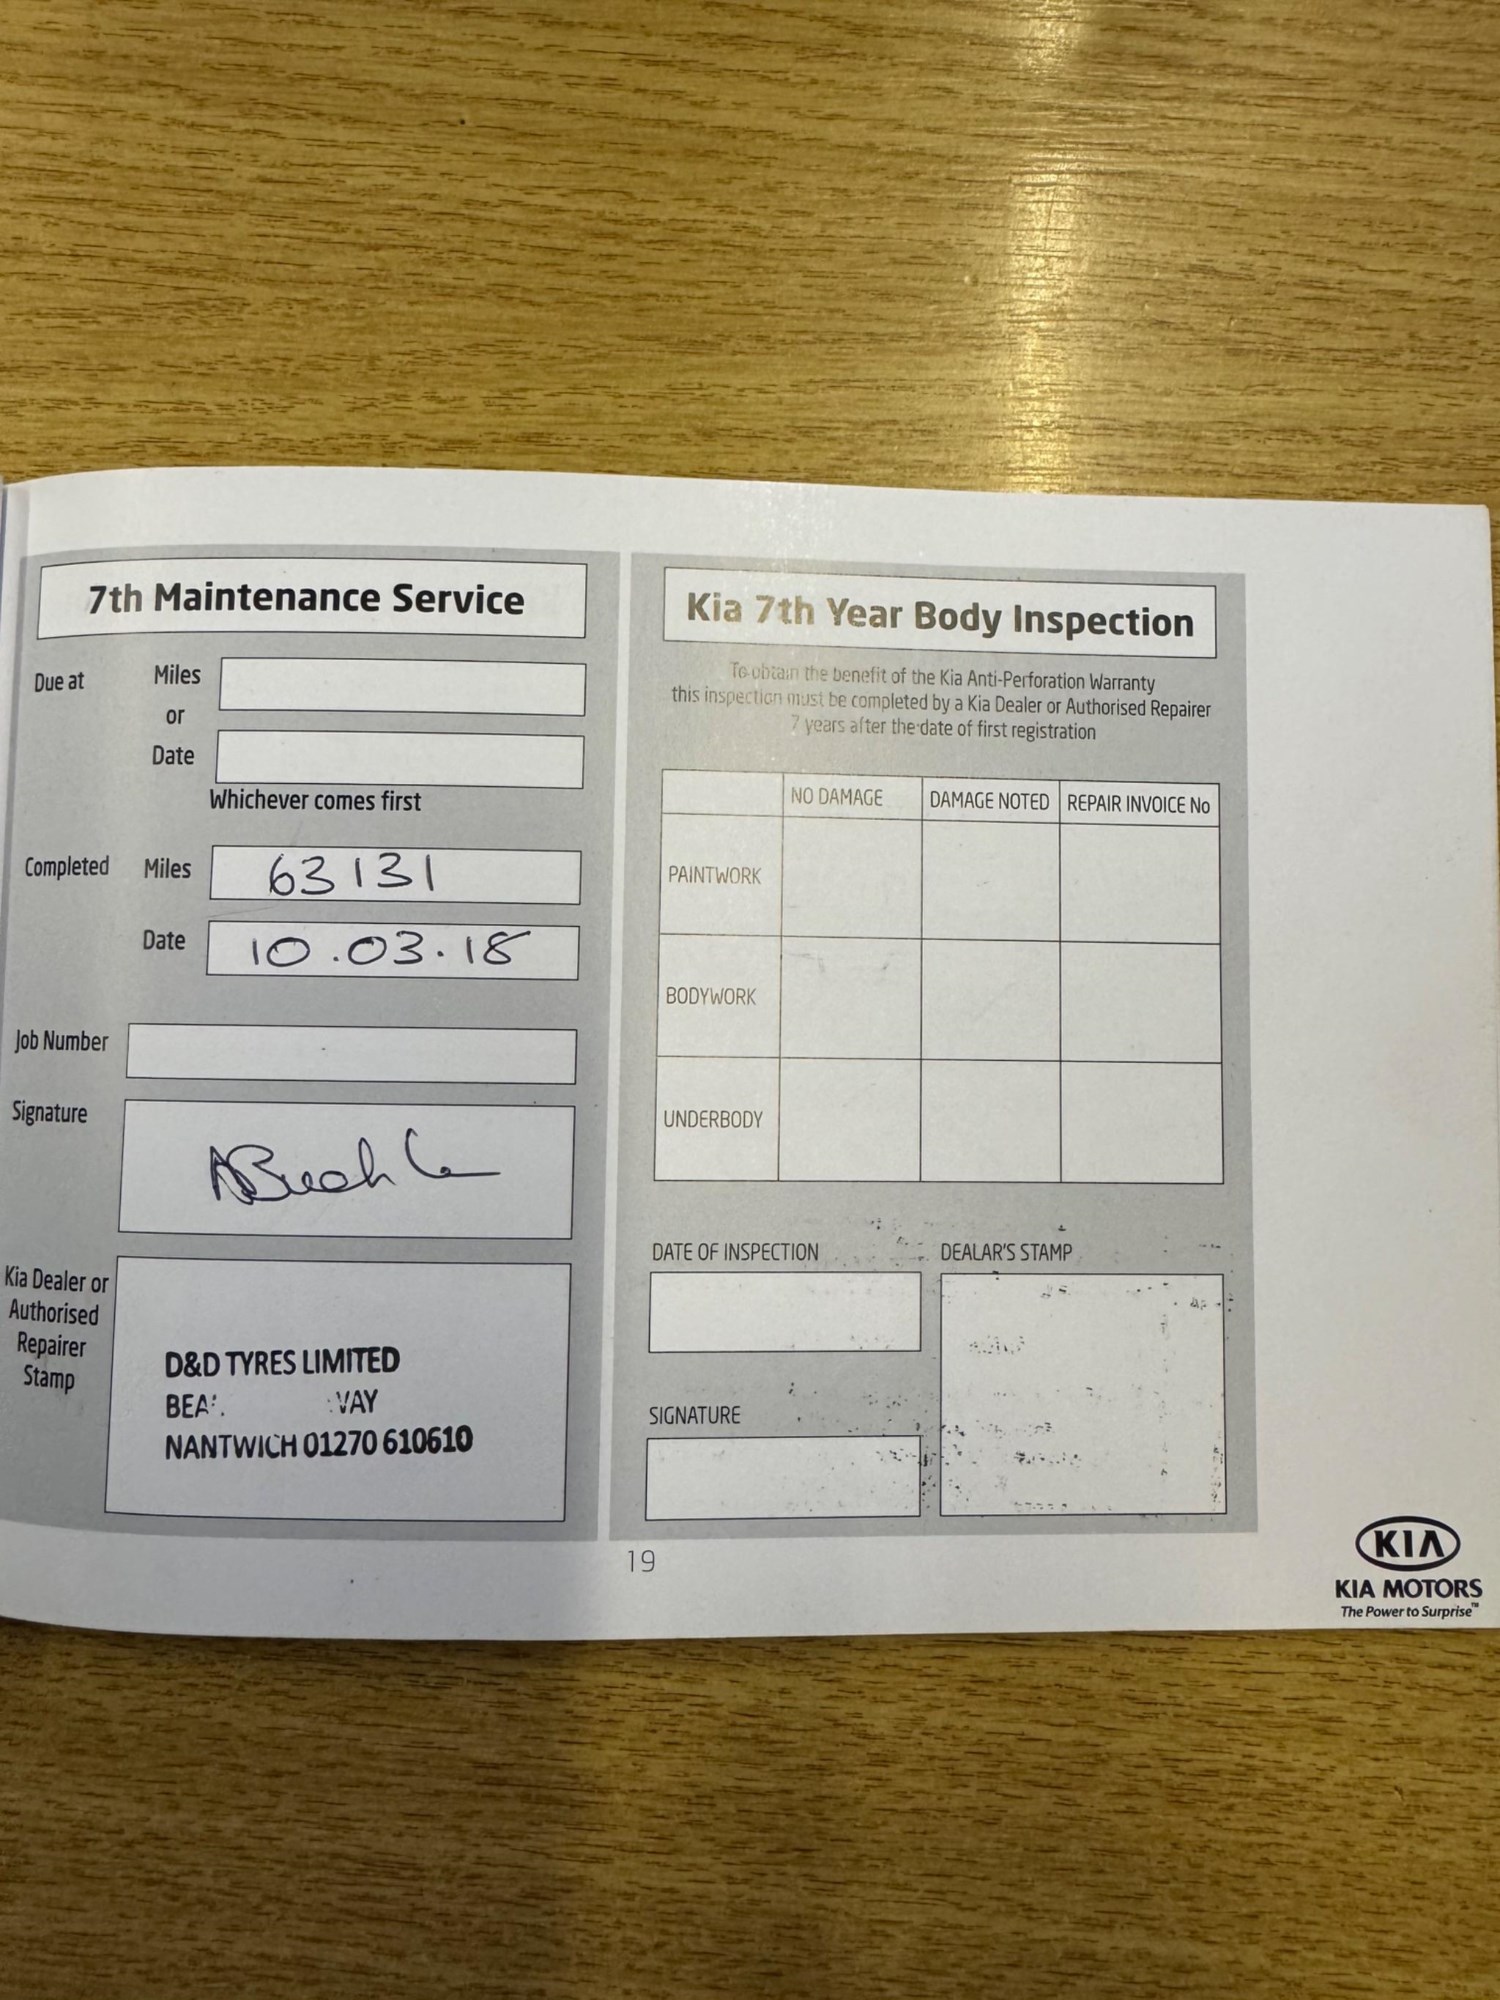 7th Maintenance Service
Due at
Miles
or
Date
Whichever comes first
Completed
Miles
63131
Date
10.03.18
Job Number
Signature
Kia Dealer or
Authorised
Repairer
Stamp
D&D TYRES LIMITED
NANTWICH 01270 610610
Kia 7th Year Body Inspection
To obtain the benefit of the Kia Anti-Perforation Warranty
this inspection must be completed by a Kia Dealer or Authorised Repairer
7 years after the date of first registration
NO DAMAGE
DAMAGE NOTED
REPAIR INVOICE No
PAINTWORK
BODYWORK
UNDERBODY
DATE OF INSPECTION
DEALAR'S STAMP
SIGNATURE
19
KIA
KIA MOTORS
The Power to Surprise™